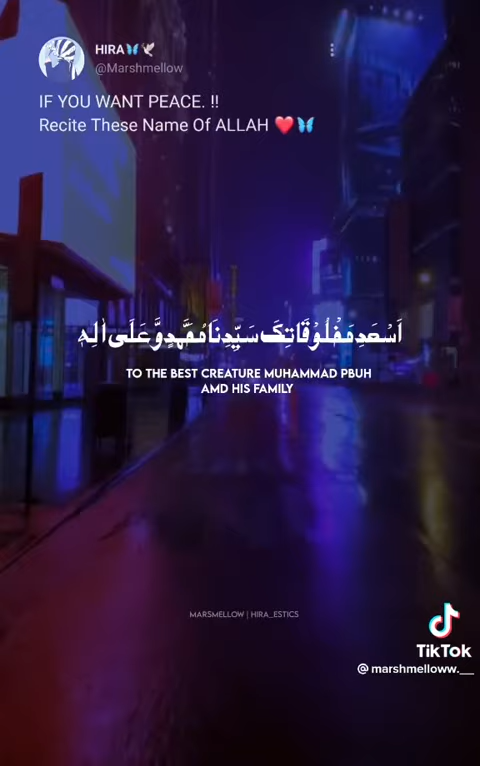 HIRA🦋🕊
@Marshmellow
IF YOU WANT PEACE. !!
Recite These Name Of ALLAH ❤️🦋
اَسْعَدِ مَخْلُوْقَاتِكَ سَيِّدِنَا مُحَمَّدٍ وَّعَلٰى اٰلِهٖ
TO THE BEST CREATURE MUHAMMAD PBUH
AMD HIS FAMILY
MARSMELLOW | HIRA_ESTICS
TikTok
@marshmelloww.__